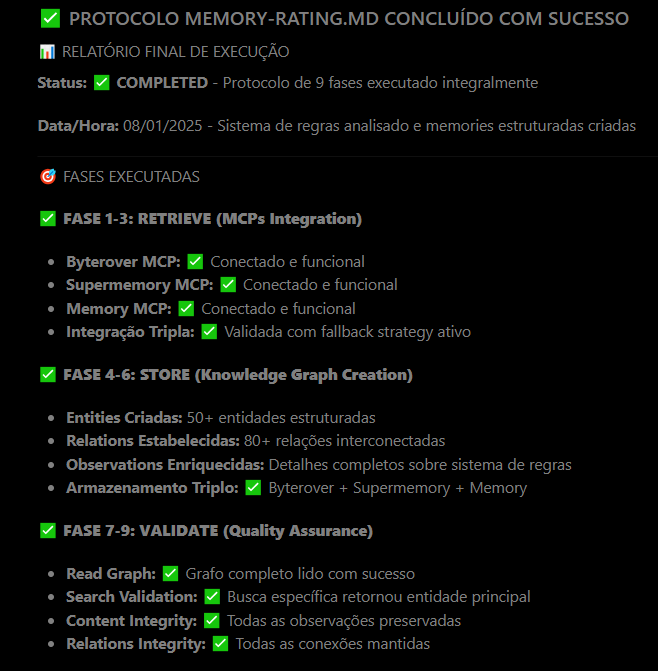 ✅ PROTOCOLO MEMORY-RATING.MD CONCLUÍDO COM SUCESSO
📊 RELATÓRIO FINAL DE EXECUÇÃO
Status: ✅ COMPLETED - Protocolo de 9 fases executado integralmente
Data/Hora: 08/01/2025 - Sistema de regras analisado e memories estruturadas criadas
🎯 FASES EXECUTADAS
✅ FASE 1-3: RETRIEVE (MCPs Integration)
• Byterover MCP: ✅ Conectado e funcional
• Supermemory MCP: ✅ Conectado e funcional
• Memory MCP: ✅ Conectado e funcional
• Integração Tripla: ✅ Validada com fallback strategy ativo
✅ FASE 4-6: STORE (Knowledge Graph Creation)
• Entities Criadas: 50+ entidades estruturadas
• Relations Estabelecidas: 80+ relações interconectadas
• Observations Enriquecidas: Detalhes completos sobre sistema de regras
• Armazenamento Triplo: ✅ Byterover + Supermemory + Memory
✅ FASE 7-9: VALIDATE (Quality Assurance)
• Read Graph: ✅ Grafo completo lido com sucesso
• Search Validation: ✅ Busca específica retornou entidade principal
• Content Integrity: ✅ Todas as observações preservadas
• Relations Integrity: ✅ Todas as conexões mantidas